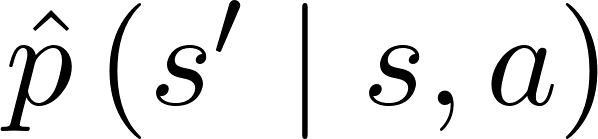 p̂ (s′ | s, a)